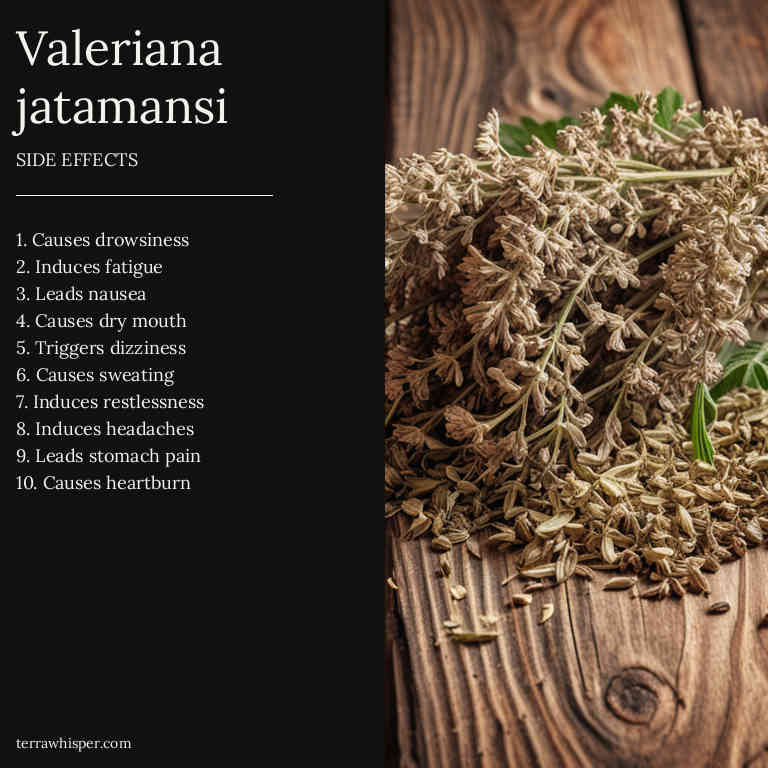 Valeriana
jatamansi
SIDE EFFECTS
1. Causes drowsiness
2. Induces fatigue
3. Leads nausea
4. Causes dry mouth
5. Triggers dizziness
6. Causes sweating
7. Induces restlessness
8. Induces headaches
9. Leads stomach pain
10. Causes heartburn
terrawhisper.com